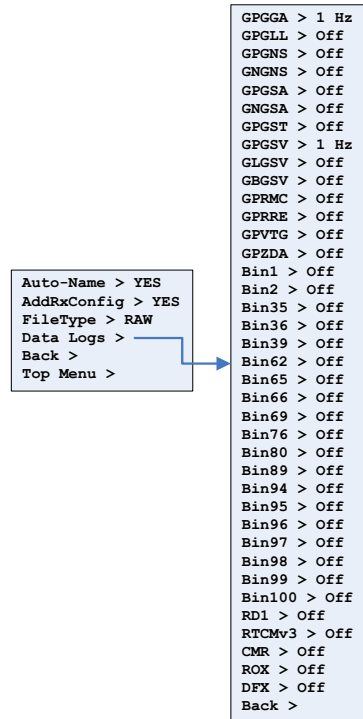 Auto-Name > YES
AddRxConfig > YES
FileType > RAW
Data Logs >
Back >
Top Menu >
GPGGA > 1 Hz
GPGLL > Off
GPGNS > Off
GNGNS > Off
GPGSA > Off
GNGSA > Off
GPGST > Off
GPGSV > 1 Hz
GLGSV > Off
GBGSV > Off
GPRMC > Off
GPRRE > Off
GPVTG > Off
GPZDA > Off
Bin1 > Off
Bin2 > Off
Bin35 > Off
Bin36 > Off
Bin39 > Off
Bin62 > Off
Bin65 > Off
Bin66 > Off
Bin69 > Off
Bin76 > Off
Bin80 > Off
Bin89 > Off
Bin94 > Off
Bin95 > Off
Bin96 > Off
Bin97 > Off
Bin98 > Off
Bin99 > Off
Bin100 > Off
RD1 > Off
RTCMv3 > Off
CMR > Off
ROX > Off
DFX > Off
Back >